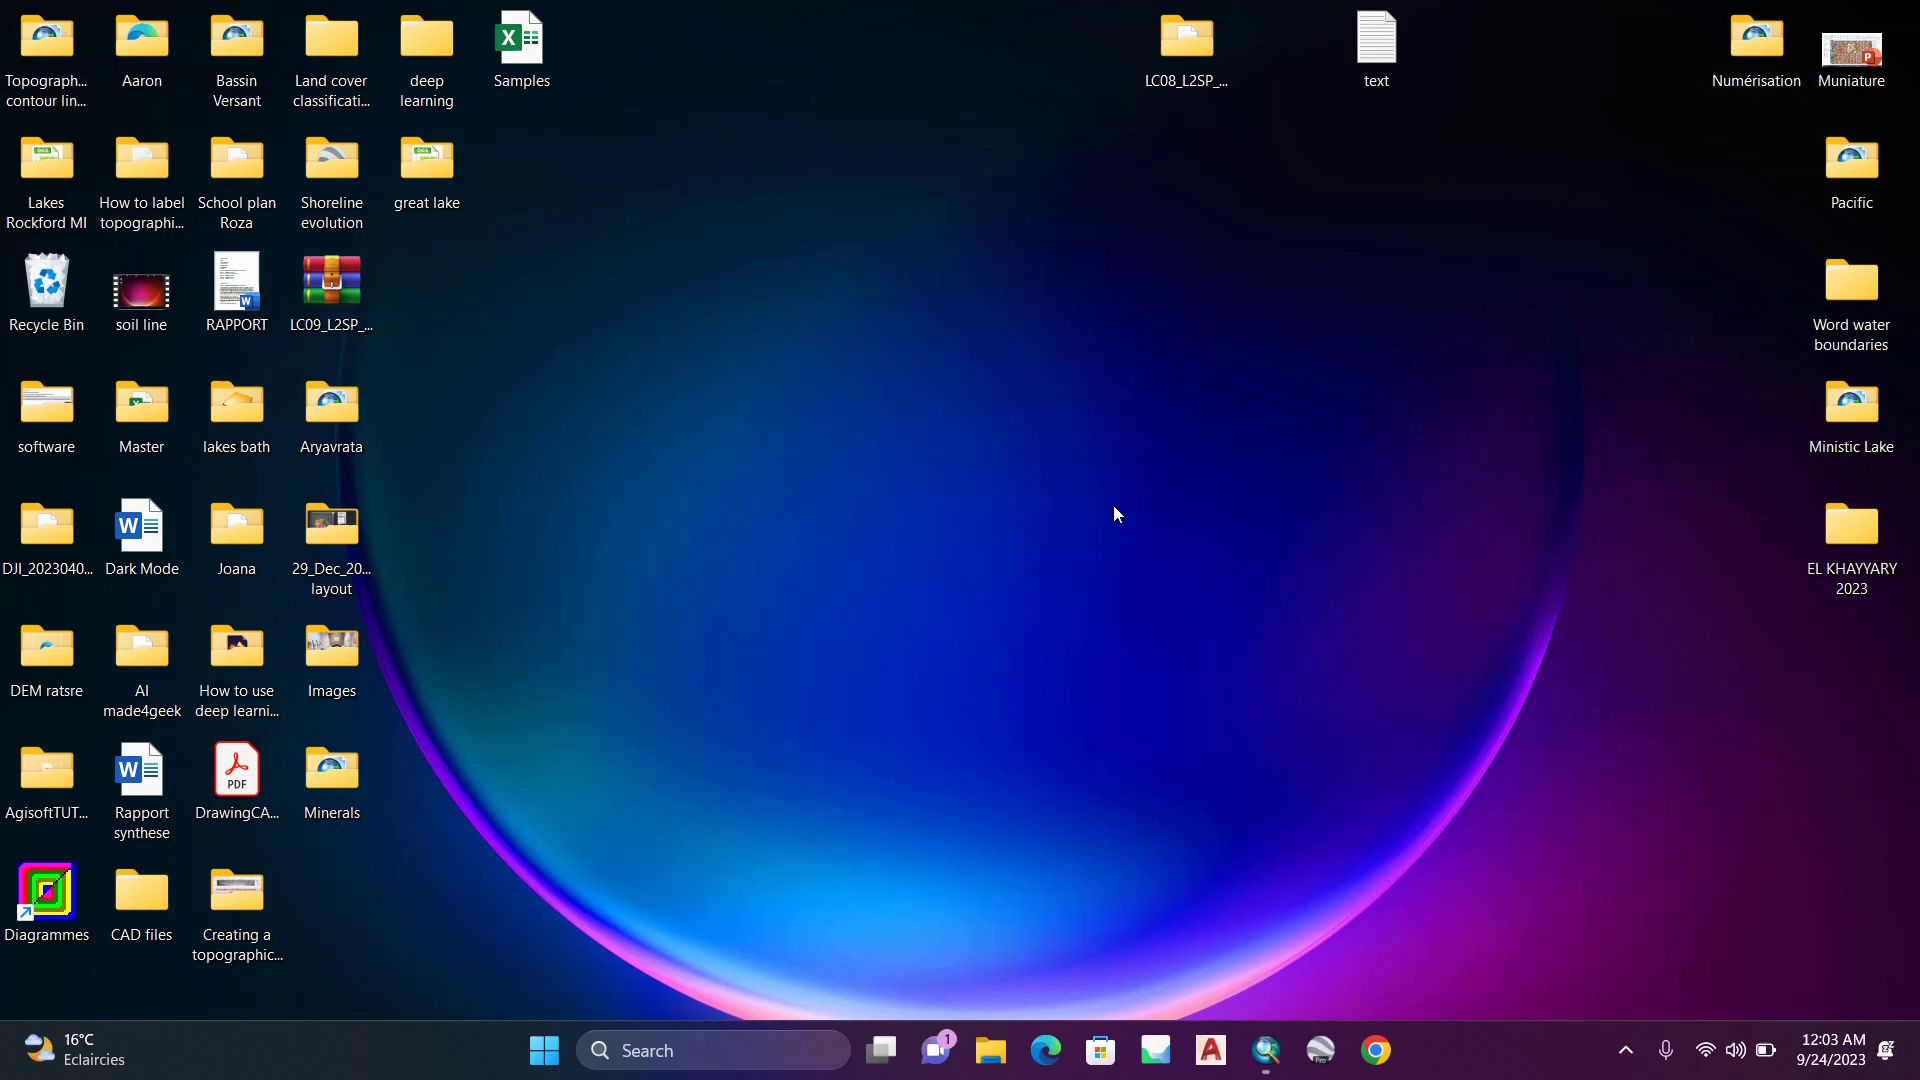 Topograph...
contour lin...
Aaron
Bassin
Versant
Land cover
classificati...
deep
learning
Samples
LC08_L2SP_...
text
Numérisation
Muniature
Lakes
Rockford MI
How to label
topographi...
School plan
Roza
Shoreline
evolution
great lake
Pacific
Recycle Bin
soil line
RAPPORT
LC09_L2SP_...
Word water
boundaries
software
Master
lakes bath
Aryavrata
Ministic Lake
DJI_2023040...
Dark Mode
Joana
29_Dec_20...
layout
EL KHAYYARY
2023
DEM ratsre
AI
made4geek
How to use
deep learni...
Images
AgisoftTUT...
Rapport
synthese
PDF
DrawingCA...
Minerals
Diagrammes
CAD files
Creating a
topographic...
16°C
Eclaircies
Search
1
Pro
12:03 AM
9/24/2023